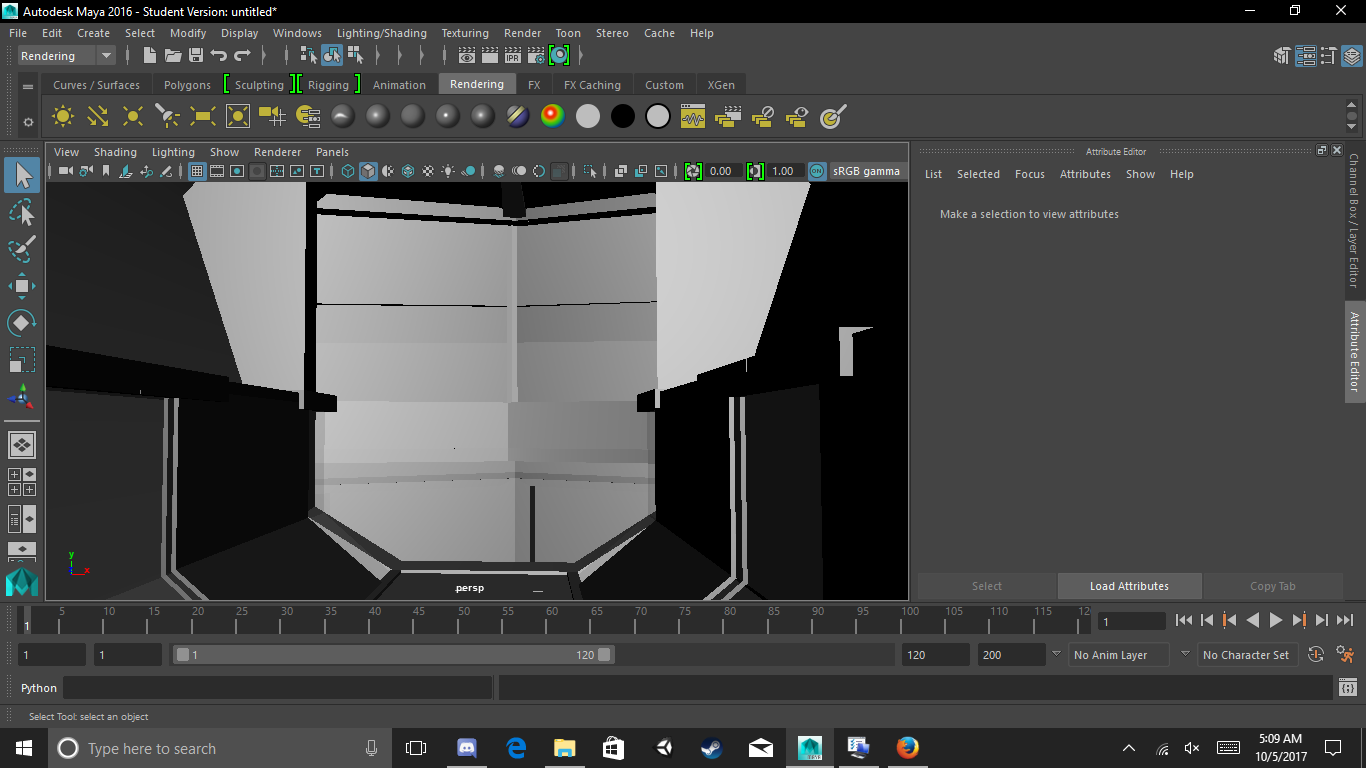 Autodesk Maya 2016 - Student Version: untitled*
File Edit Create Select Modify Display Windows Lighting/Shading Texturing Render Toon Stereo Cache Help
Rendering
IPR
Curves / Surfaces Polygons Sculpting Rigging Animation Rendering FX FX Caching Custom XGen
View Shading Lighting Show Renderer Panels
0.00 1.00 ON sRGB gamma
Attribute Editor
List Selected Focus Attributes Show Help
Make a selection to view attributes
Channel Box / Layer Editor
Attribute Editor
y
x
persp
Select Load Attributes Copy Tab
1 5 10 15 20 25 30 35 40 45 50 55 60 65 70 75 80 85 90 95 100 105 110 115 12
1
1 1 1 120 120 200 No Anim Layer No Character Set
Python
Select Tool: select an object
Type here to search
5:09 AM
10/5/2017